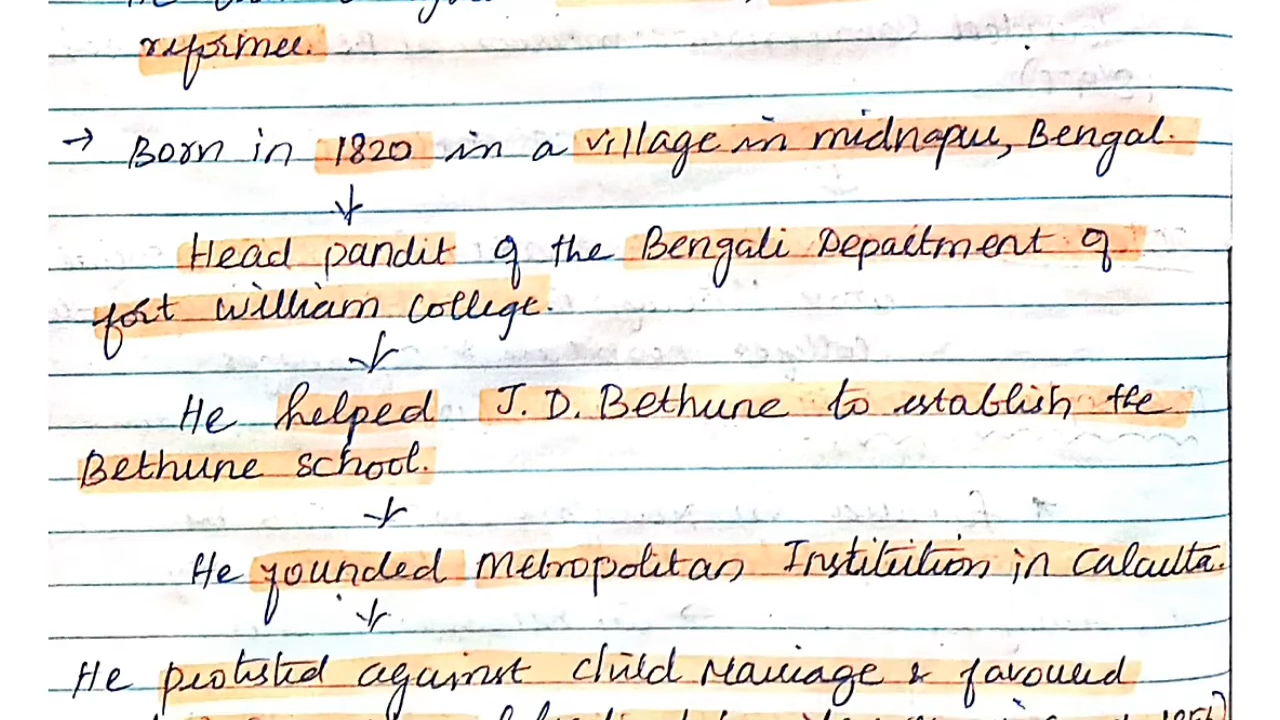 reformer.
→ Born in 1820 in a village in midnapur, Bengal.
Head pandit of the Bengali Department of
fort william College.
He helped J. D. Bethune to establish the
Bethune school.
He founded Metropolitan Institution in Calcutta.
He protested against child Marriage & favoured